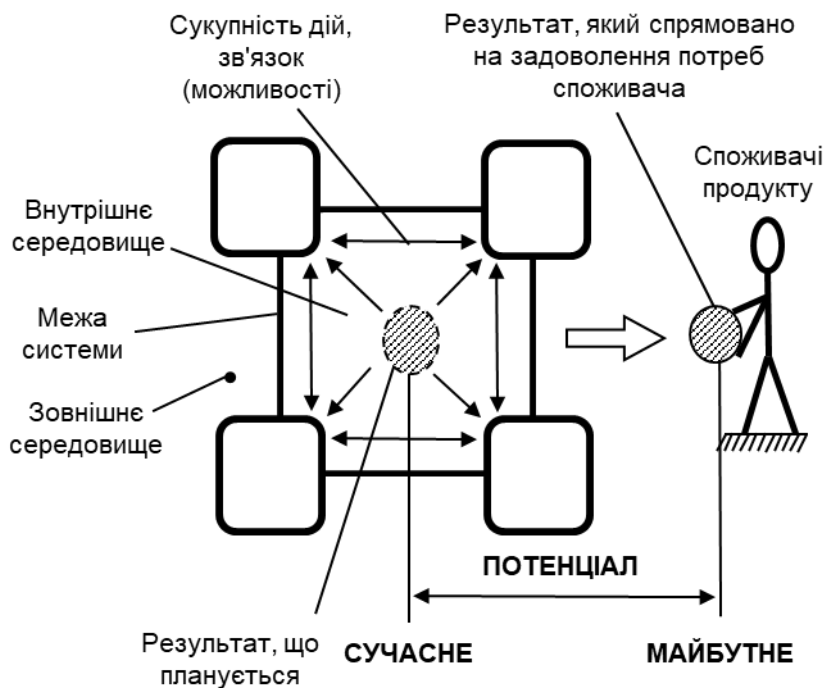 Сукупність дій,
зв'язок
(можливості)
Результат, який спрямовано
на задоволення потреб
споживача
Споживачі
продукту
Внутрішнє
середовище
Межа
системи
Зовнішнє
середовище
ПОТЕНЦІАЛ
Результат, що
планується
СУЧАСНЕ
МАЙБУТНЕ